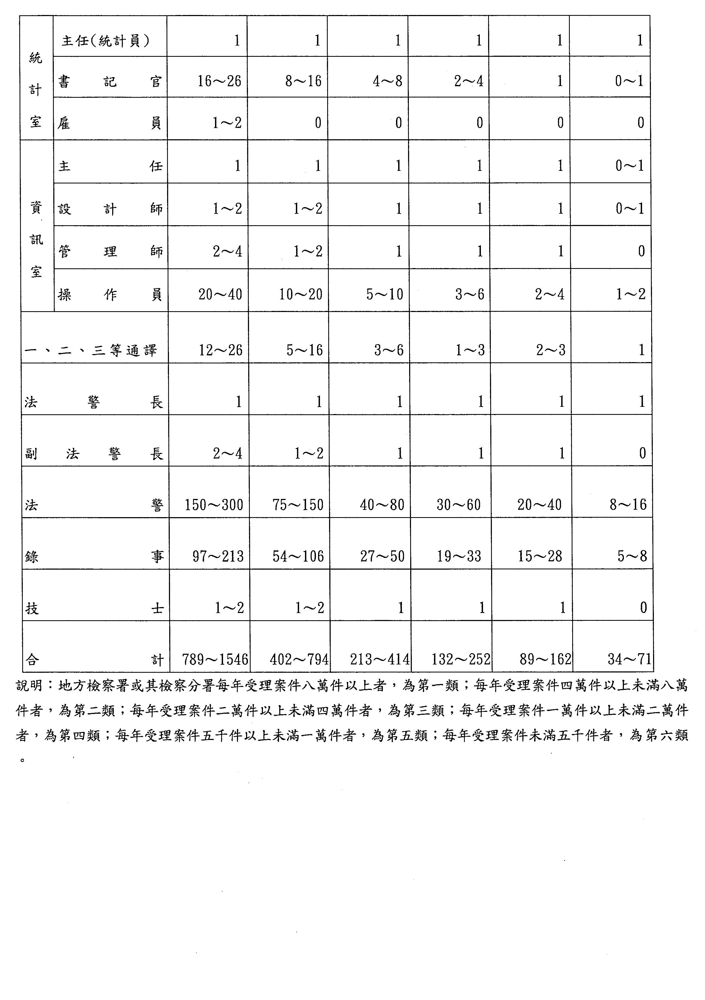 統計室
主任(統計員) 1 1 1 1 1 1
書記官 16～26 8～16 4～8 2～4 1 0～1
雇員 1～2 0 0 0 0 0
資訊室
主任 1 1 1 1 1 0～1
設計師 1～2 1～2 1 1 1 0～1
管理師 2～4 1～2 1 1 1 0
操作員 20～40 10～20 5～10 3～6 2～4 1～2
一、二、三等通譯 12～26 5～16 3～6 1～3 2～3 1
法警長 1 1 1 1 1 1
副法警長 2～4 1～2 1 1 1 0
法警 150～300 75～150 40～80 30～60 20～40 8～16
錄事 97～213 54～106 27～50 19～33 15～28 5～8
技士 1～2 1～2 1 1 1 0
合計 789～1546 402～794 213～414 132～252 89～162 34～71
說明：地方檢察署或其檢察分署每年受理案件八萬件以上者，為第一類；每年受理案件四萬件以上未滿八萬
件者，為第二類；每年受理案件二萬件以上未滿四萬件者，為第三類；每年受理案件一萬件以上未滿二萬件
者，為第四類；每年受理案件五千件以上未滿一萬件者，為第五類；每年受理案件未滿五千件者，為第六類
。